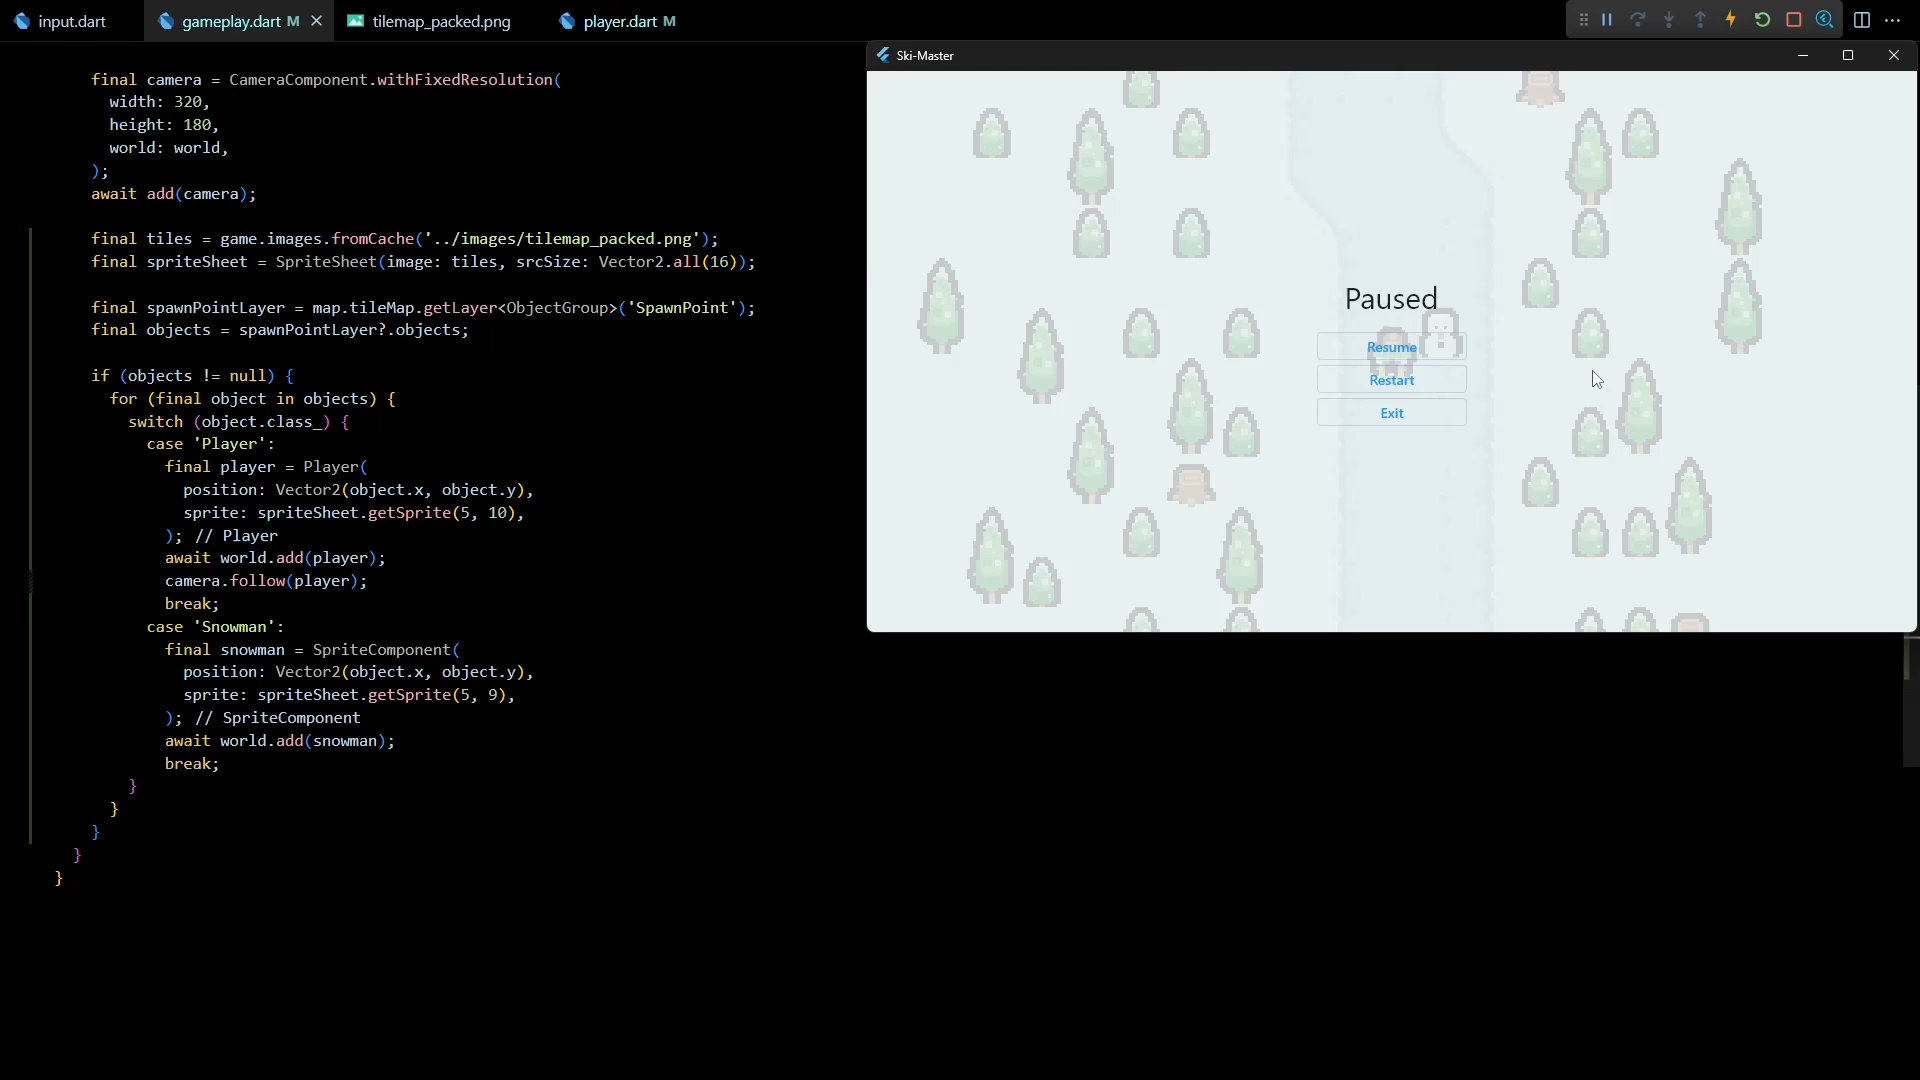 input.dart
gameplay.dart M
tilemap_packed.png
player.dart M
final camera = CameraComponent.withFixedResolution(
width: 320,
height: 180,
world: world,
);
await add(camera);
final tiles = game.images.fromCache('../images/tilemap_packed.png');
final spriteSheet = SpriteSheet(image: tiles, srcSize: Vector2.all(16));
final spawnPointLayer = map.tileMap.getLayer<ObjectGroup>('SpawnPoint');
final objects = spawnPointLayer?.objects;
if (objects != null) {
for (final object in objects) {
switch (object.class_) {
case 'Player':
final player = Player(
position: Vector2(object.x, object.y),
sprite: spriteSheet.getSprite(5, 10),
); // Player
await world.add(player);
camera.follow(player);
break;
case 'Snowman':
final snowman = SpriteComponent(
position: Vector2(object.x, object.y),
sprite: spriteSheet.getSprite(5, 9),
); // SpriteComponent
await world.add(snowman);
break;
}
}
}
}
}
Ski-Master
Paused
Resume
Restart
Exit